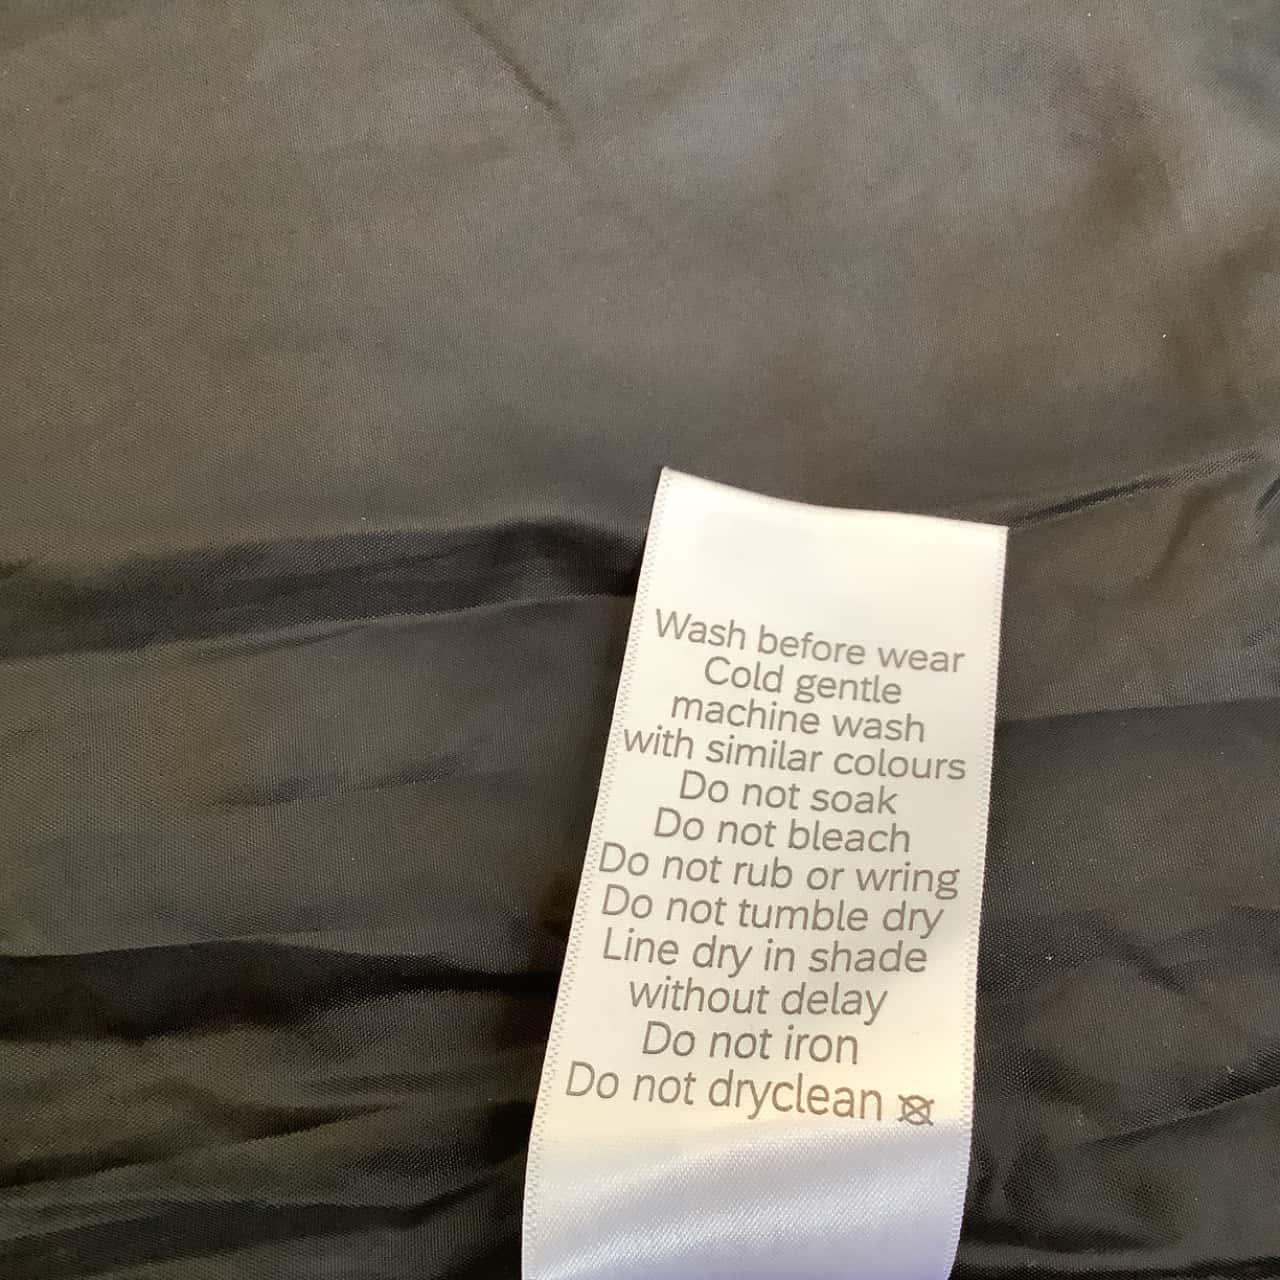 Wash before wear
Cold gentle
machine wash
with similar colours
Do not soak
Do not bleach
Do not rub or wring
Do not tumble dry
Line dry in shade
without delay
Do not iron
Do not dryclean